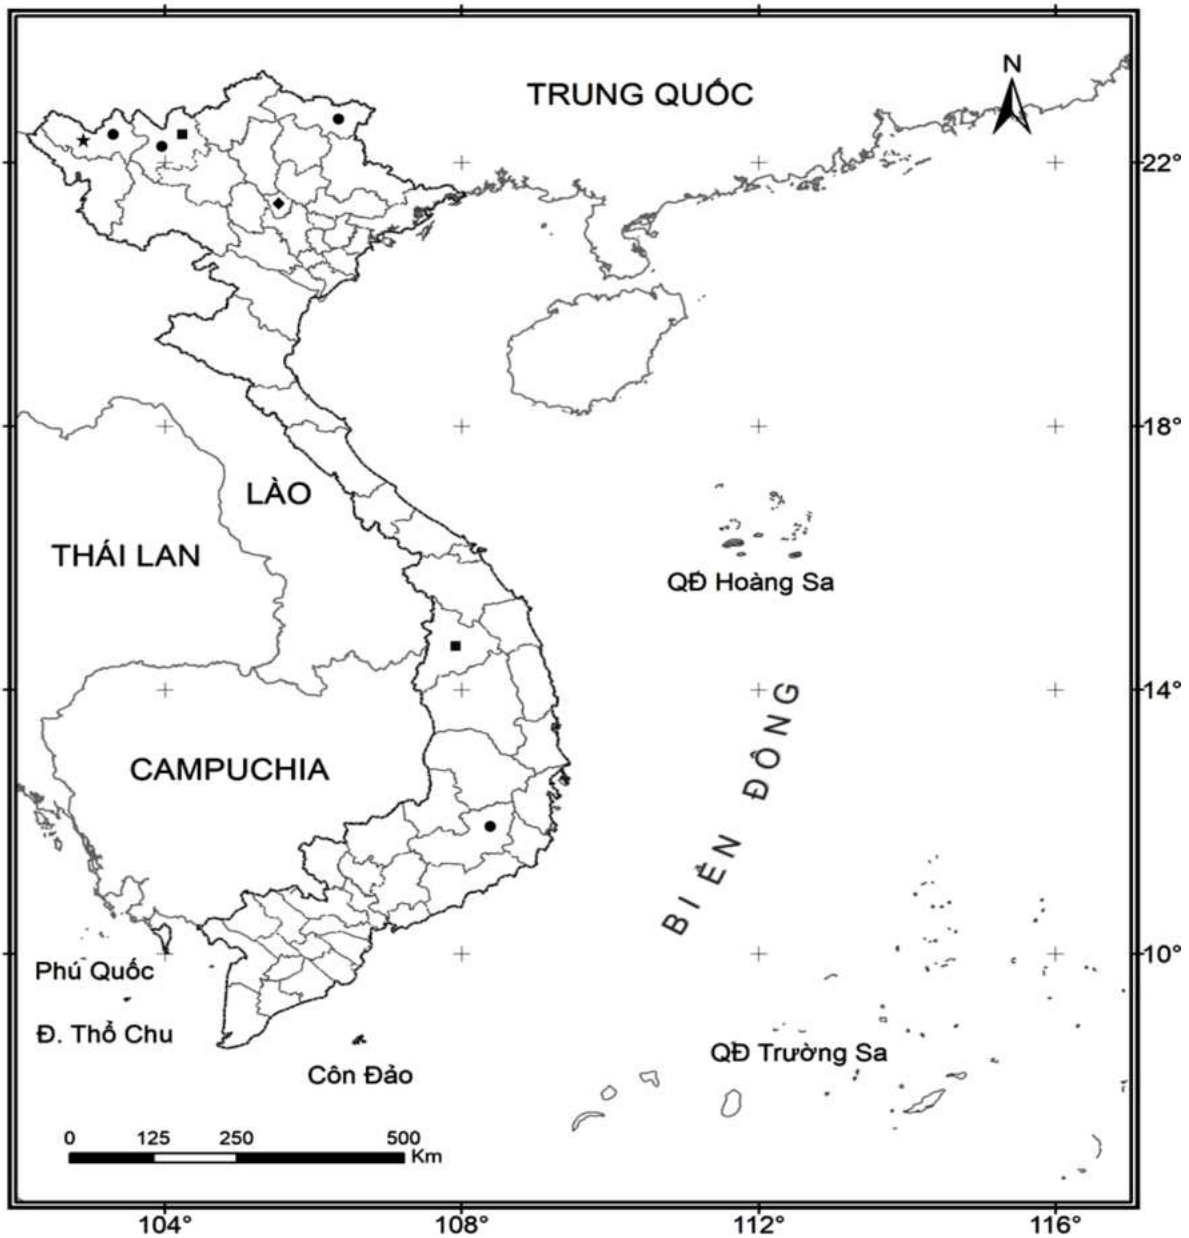 N
TRUNG QUỐC
22°
18°
LÀO
THÁI LAN
QĐ Hoàng Sa
14°
BIỂN ĐÔNG
CAMPUCHIA
10°
Phú Quốc
Đ. Thổ Chu
QĐ Trường Sa
Côn Đảo
0 125 250 500
Km
104° 108° 112° 116°